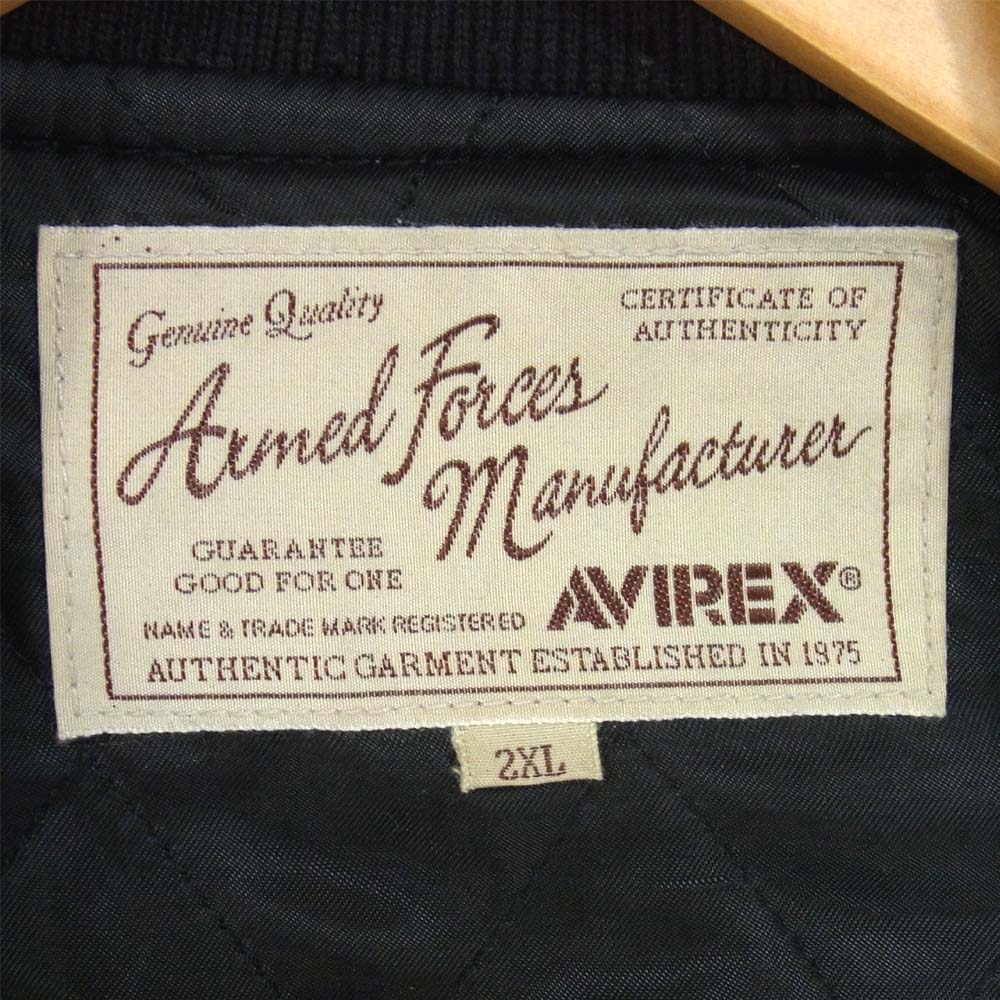 Genuine Quality
CERTIFICATE OF
AUTHENTICITY
Armed Forces
Manufacturer
GUARANTEE
GOOD FOR ONE
NAME & TRADE MARK REGISTERED
AVIREX®
AUTHENTIC GARMENT ESTABLISHED IN 1975
2XL